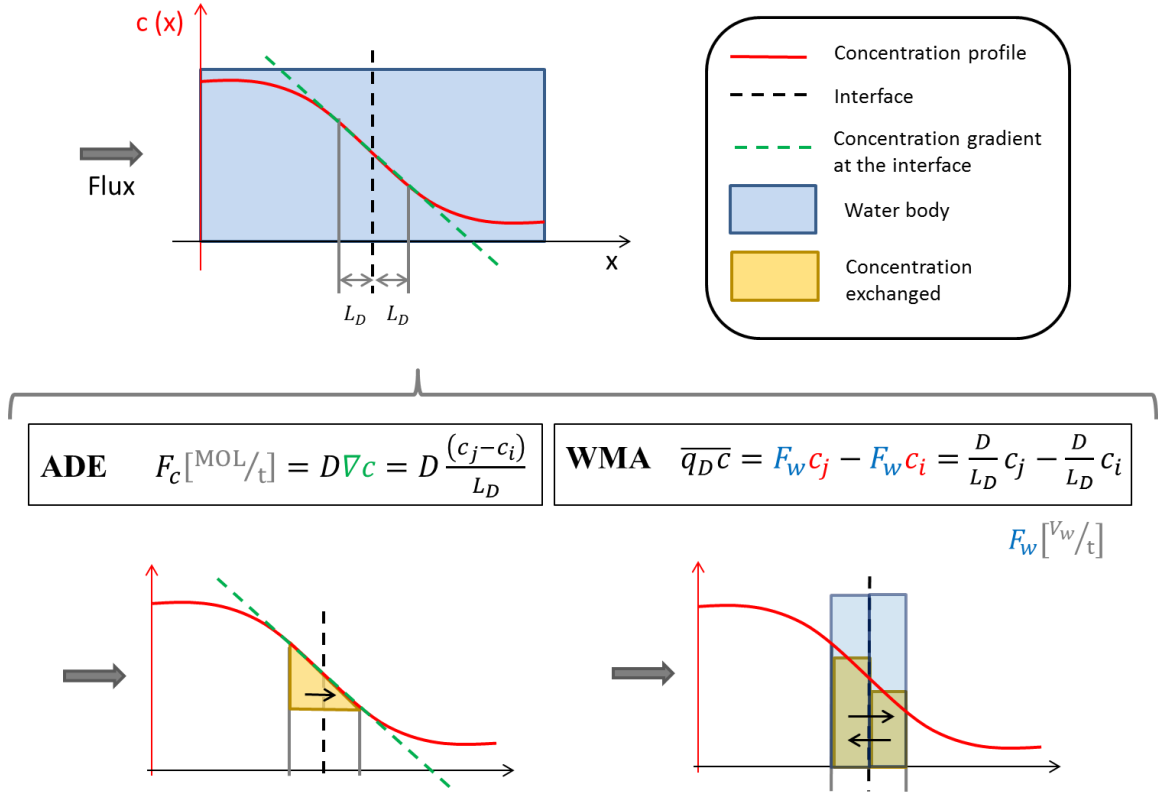 c (x)
Flux
x
L_D L_D
Concentration profile
Interface
Concentration gradient
at the interface
Water body
Concentration
exchanged
ADE F_c[MOL/t] = D∇c = D (c_j−c_i)/L_D
WMA \overline{q_D c} = F_w c_j − F_w c_i = D/L_D c_j − D/L_D c_i
F_w[V_w/t]